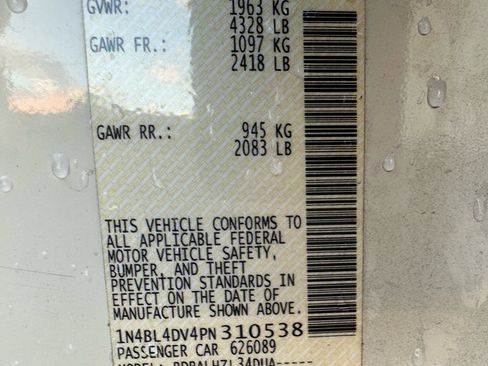 GVWR: 1963 KG
4328 LB
GAWR FR.: 1097 KG
2418 LB
GAWR RR.: 945 KG
2083 LB
THIS VEHICLE CONFORMS TO
ALL APPLICABLE FEDERAL
MOTOR VEHICLE SAFETY,
BUMPER, AND THEFT
PREVENTION STANDARDS IN
EFFECT ON THE DATE OF
MANUFACTURE SHOWN ABOVE.
1N4BL4DV4PN310538
PASSENGER CAR 626089
MODEL: